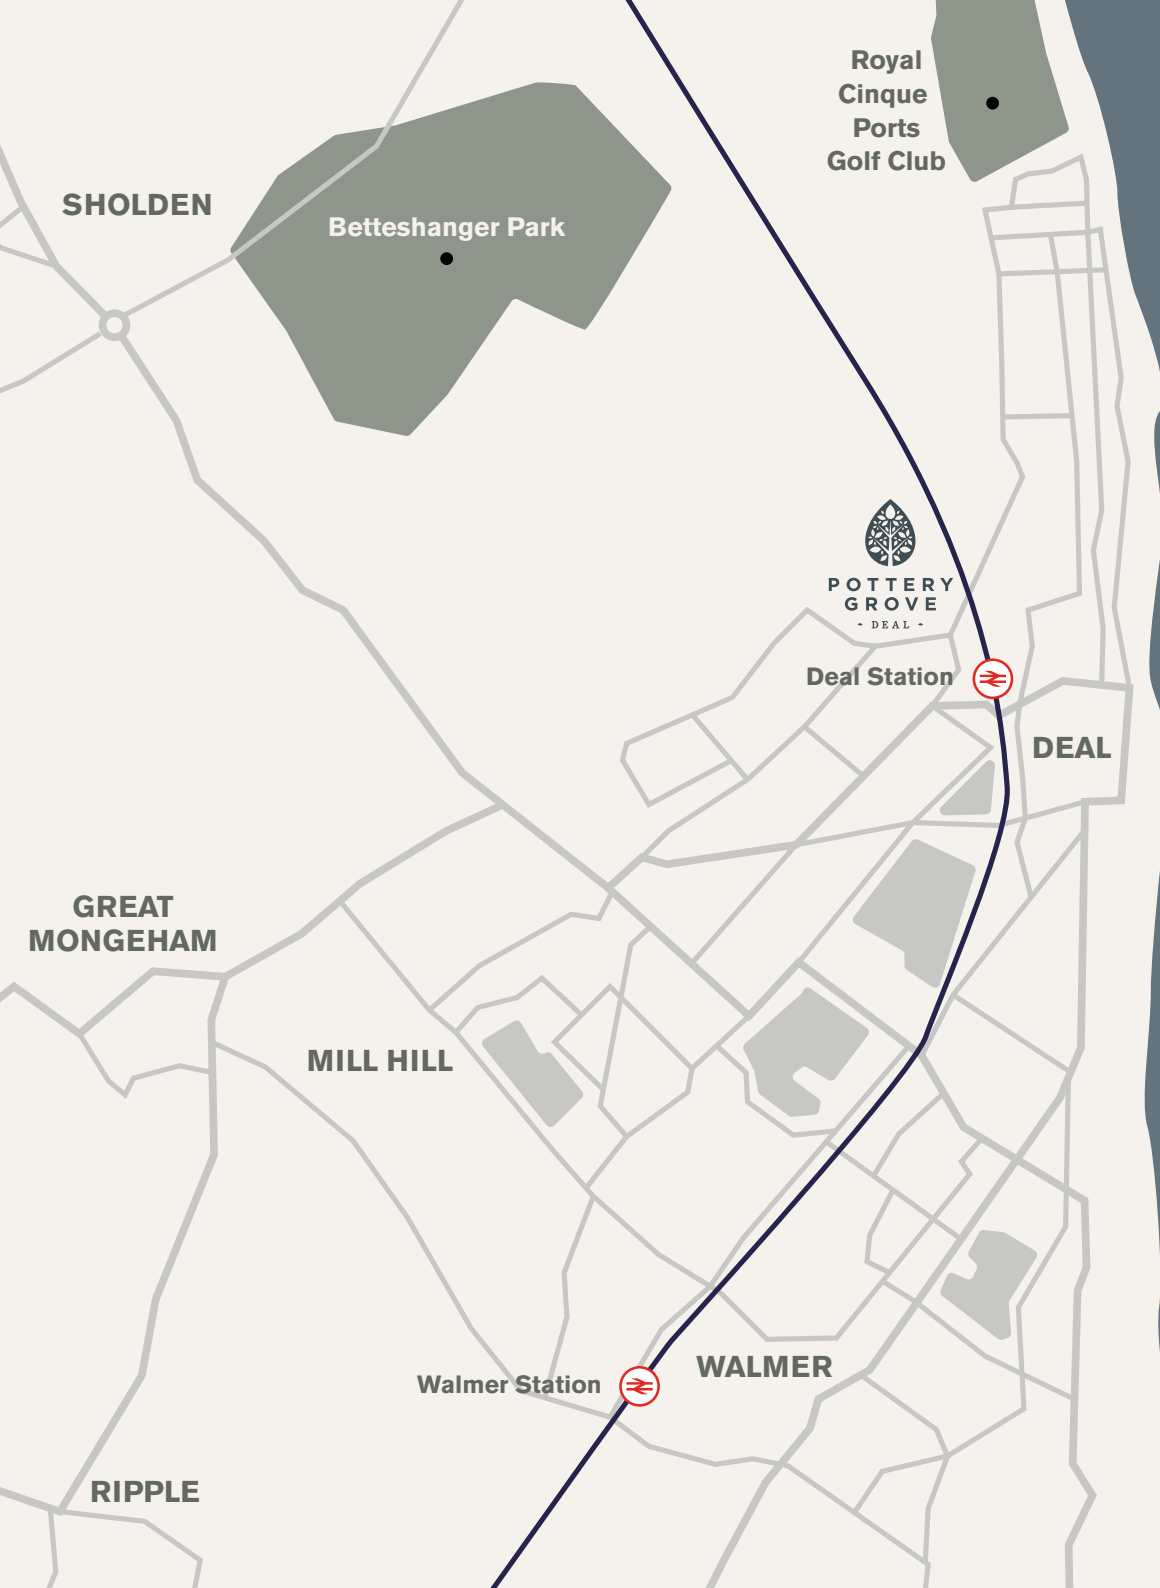 Royal
Cinque
Ports
Golf Club
SHOLDEN
Betteshanger Park
POTTERY
GROVE
- DEAL -
Deal Station
DEAL
GREAT
MONGEHAM
MILL HILL
WALMER
Walmer Station
RIPPLE